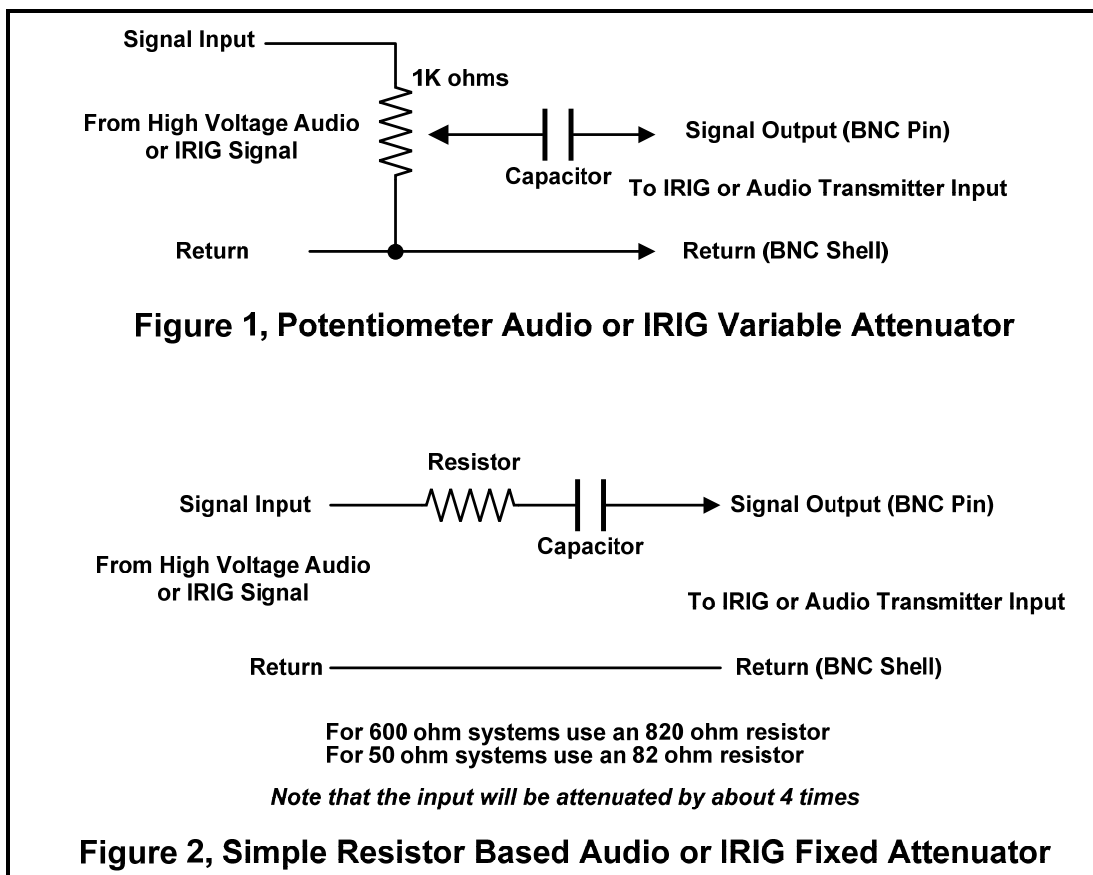 Signal Input
1K ohms
From High Voltage Audio
or IRIG Signal
Signal Output (BNC Pin)
Capacitor
To IRIG or Audio Transmitter Input
Return
Return (BNC Shell)
Figure 1, Potentiometer Audio or IRIG Variable Attenuator
Resistor
Signal Input
Signal Output (BNC Pin)
Capacitor
From High Voltage Audio
or IRIG Signal
To IRIG or Audio Transmitter Input
Return
Return (BNC Shell)
For 600 ohm systems use an 820 ohm resistor
For 50 ohm systems use an 82 ohm resistor
Note that the input will be attenuated by about 4 times
Figure 2, Simple Resistor Based Audio or IRIG Fixed Attenuator